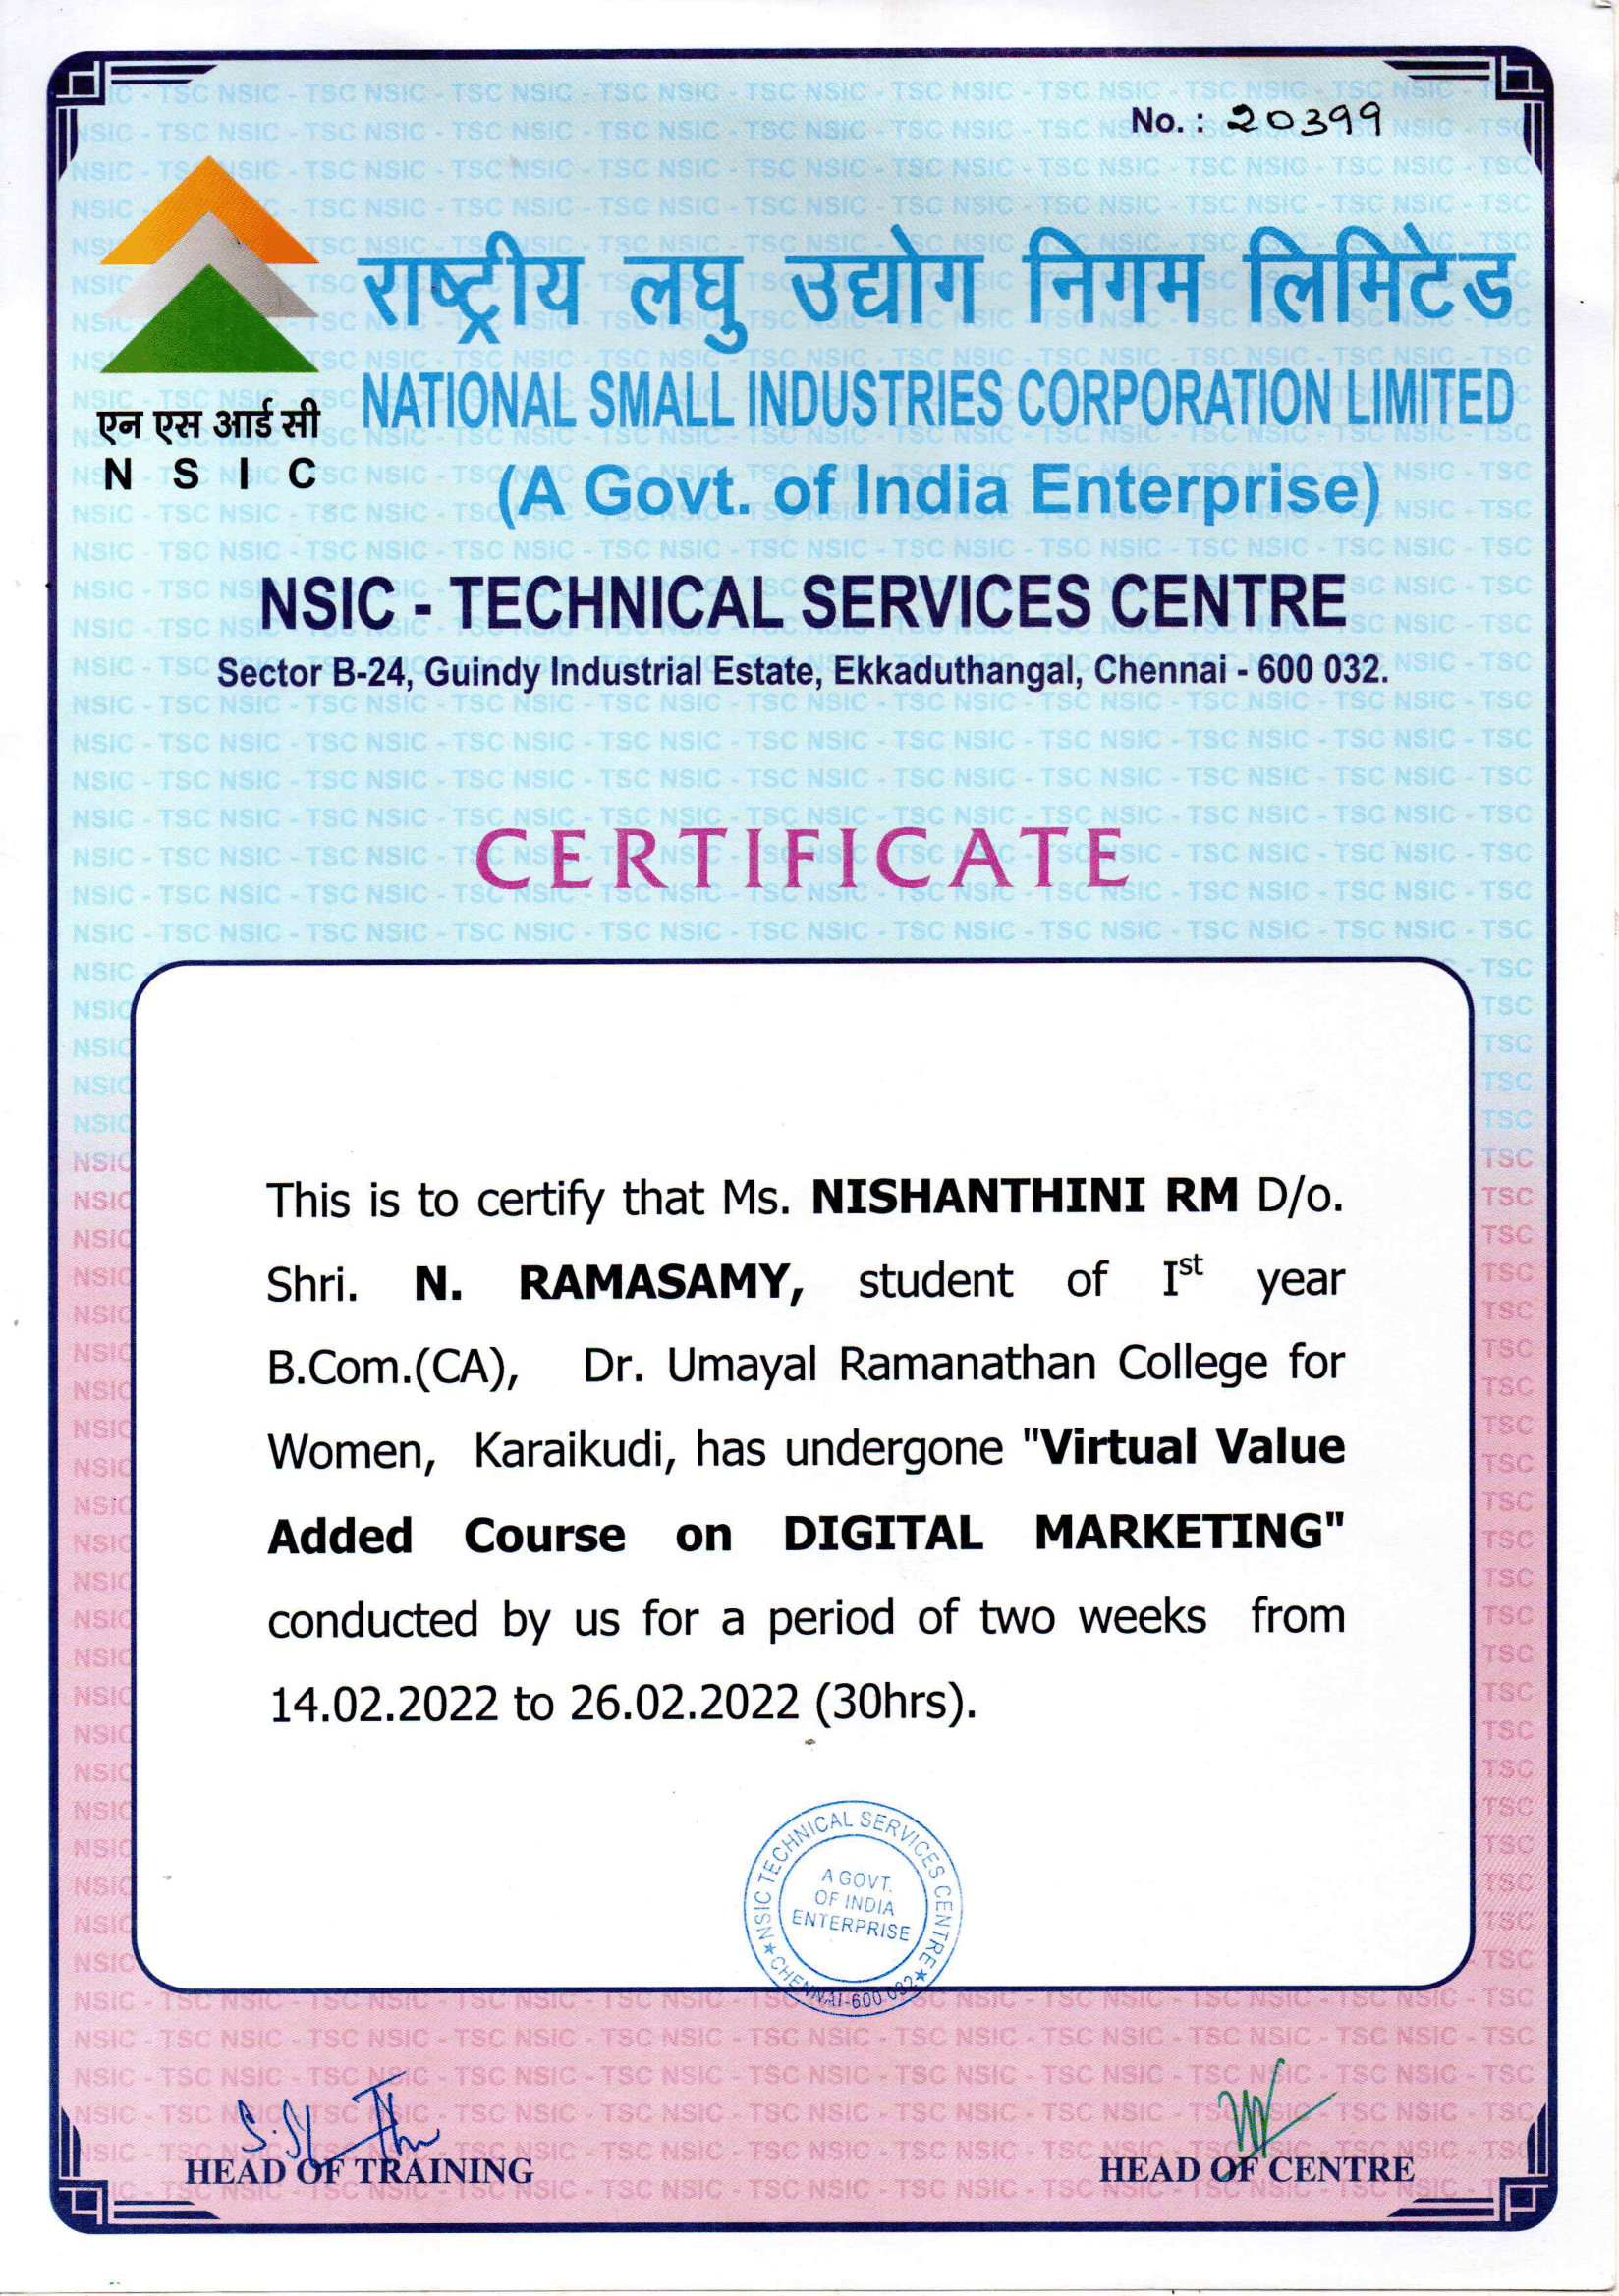 No. : 20399
राष्ट्रीय लघु उद्योग निगम लिमिटेड
एन एस आई सी
N S I C
NATIONAL SMALL INDUSTRIES CORPORATION LIMITED
(A Govt. of India Enterprise)
NSIC - TECHNICAL SERVICES CENTRE
Sector B-24, Guindy Industrial Estate, Ekkaduthangal, Chennai - 600 032.
CERTIFICATE
This is to certify that Ms. NISHANTHINI RM D/o.
Shri. N. RAMASAMY, student of Ist year
B.Com.(CA), Dr. Umayal Ramanathan College for
Women, Karaikudi, has undergone "Virtual Value
Added Course on DIGITAL MARKETING"
conducted by us for a period of two weeks from
14.02.2022 to 26.02.2022 (30hrs).
NSIC TECHNICAL SERVICES CENTRE
CHENNAI-600 032
A GOVT.
OF INDIA
ENTERPRISE
HEAD OF TRAINING
HEAD OF CENTRE